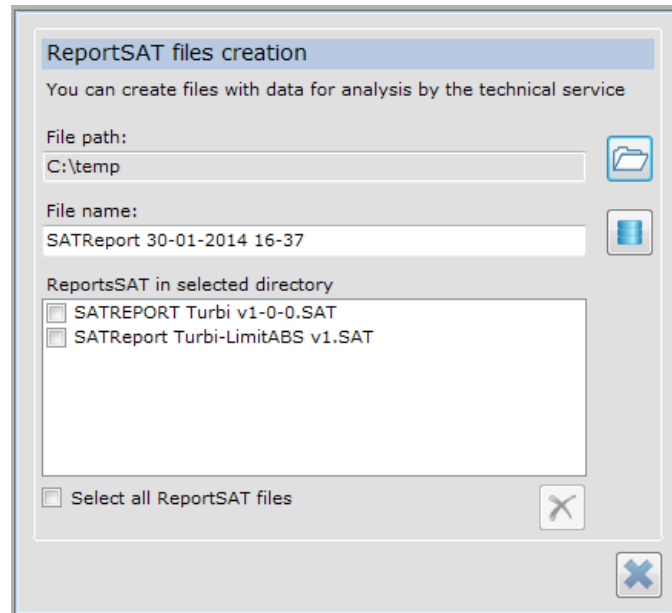 ReportSAT files creation
You can create files with data for analysis by the technical service
File path:
C:\temp
File name:
SATReport 30-01-2014 16-37
ReportsSAT in selected directory
SATREPORT Turbi v1-0-0.SAT
SATReport Turbi-LimitABS v1.SAT
Select all ReportSAT files